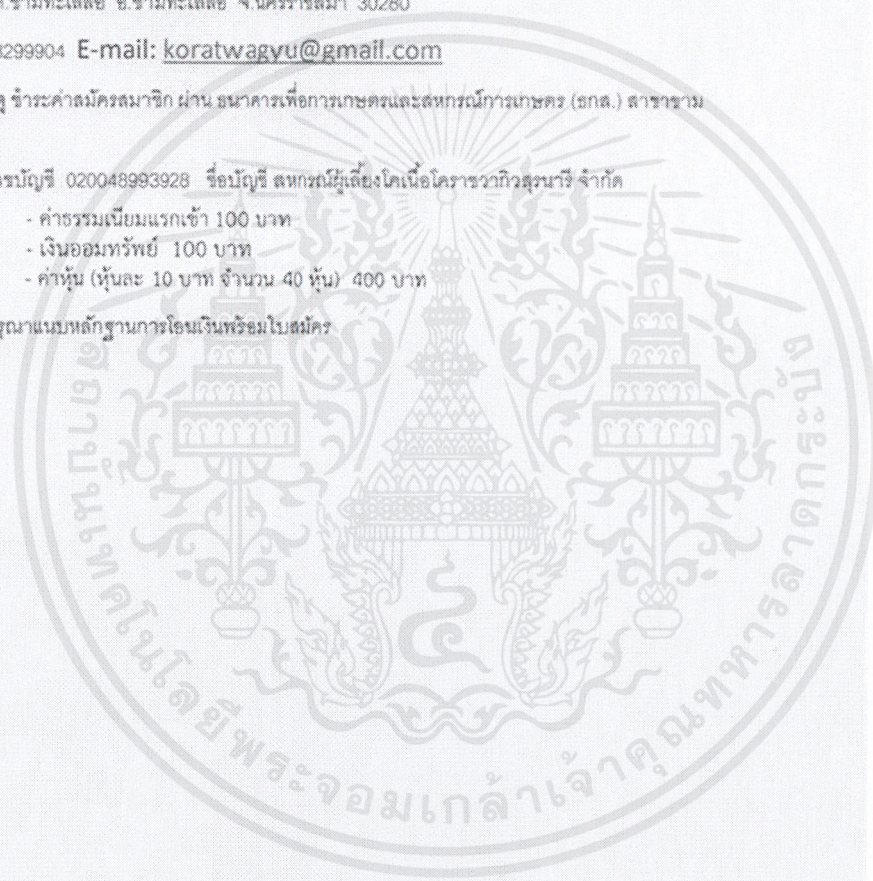 ต.ขามทะเลสอ อ.ขามทะเลสอ จ.นครราชสีมา 30280
8299904 E-mail: koratwagyu@gmail.com
ชำระค่าสมัครสมาชิก ผ่าน ธนาคารเพื่อการเกษตรและสหกรณ์การเกษตร (ธกส.) สาขาขาม
บัญชี 020048993928 ชื่อบัญชี สหกรณ์ผู้เลี้ยงโคเนื้อโคราชวากิวสุรนารี จำกัด
- ค่าธรรมเนียมแรกเข้า 100 บาท
- เงินออมทรัพย์ 100 บาท
- ค่าหุ้น (หุ้นละ 10 บาท จำนวน 40 หุ้น) 400 บาท
รุณาแนบหลักฐานการโอนเงินพร้อมใบสมัคร
สถาบันเทคโนโลยีพระจอมเกล้าเจ้าคุณทหารลาดกระบัง